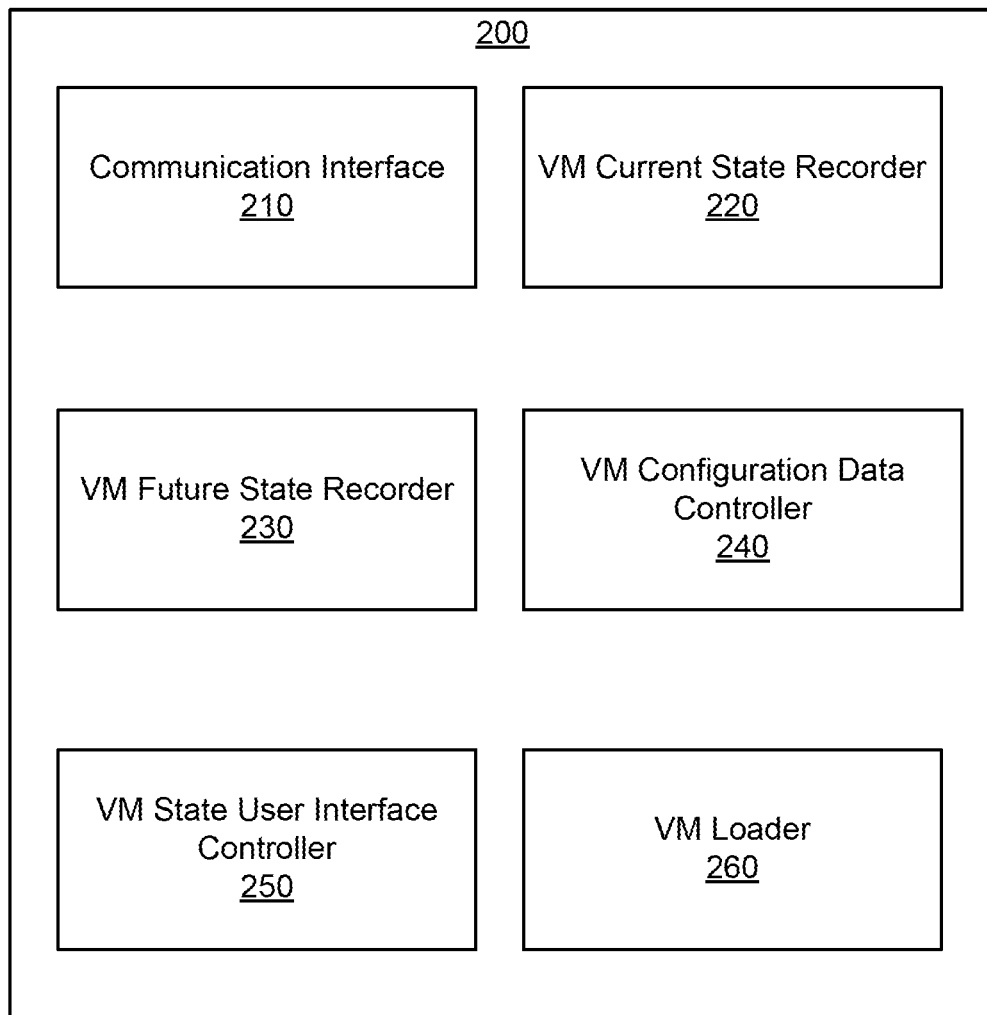 200
Communication Interface
210
VM Current State Recorder
220
VM Future State Recorder
230
VM Configuration Data
Controller
240
VM State User Interface
Controller
250
VM Loader
260